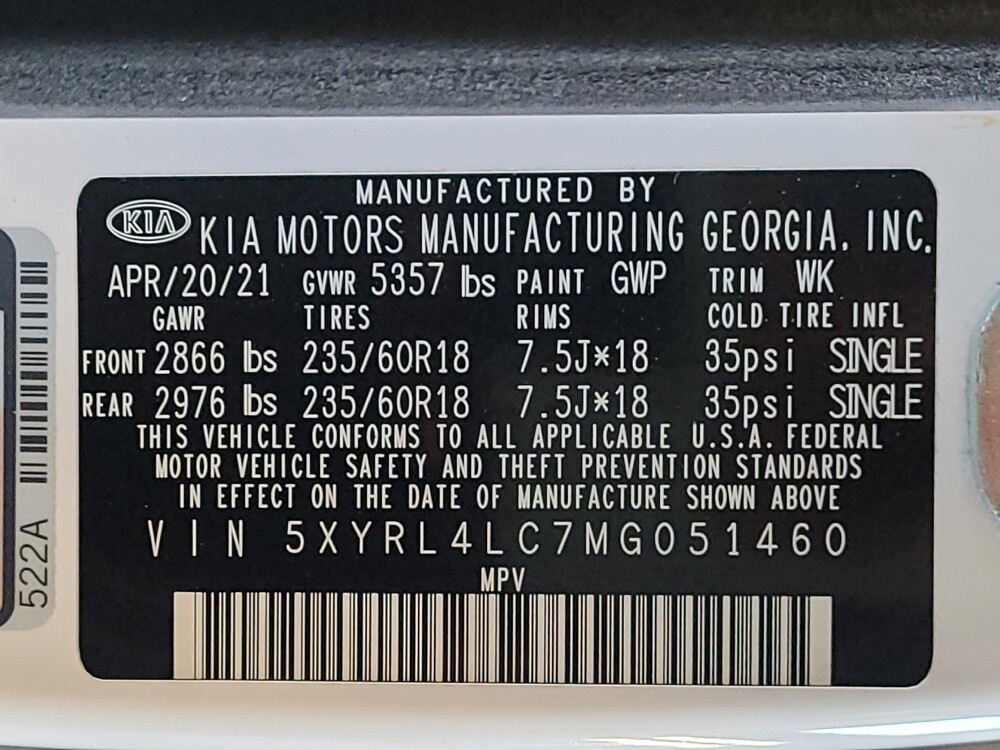 MANUFACTURED BY
KIA KIA MOTORS MANUFACTURING GEORGIA, INC.
APR/20/21 GVWR 5357 lbs PAINT GWP TRIM WK
GAWR TIRES RIMS COLD TIRE INFL
FRONT 2866 lbs 235/60R18 7.5J*18 35psi SINGLE
REAR 2976 lbs 235/60R18 7.5J*18 35psi SINGLE
THIS VEHICLE CONFORMS TO ALL APPLICABLE U.S.A. FEDERAL
MOTOR VEHICLE SAFETY AND THEFT PREVENTION STANDARDS
IN EFFECT ON THE DATE OF MANUFACTURE SHOWN ABOVE
VIN 5XYRL4LC7MG051460
MPV
522A